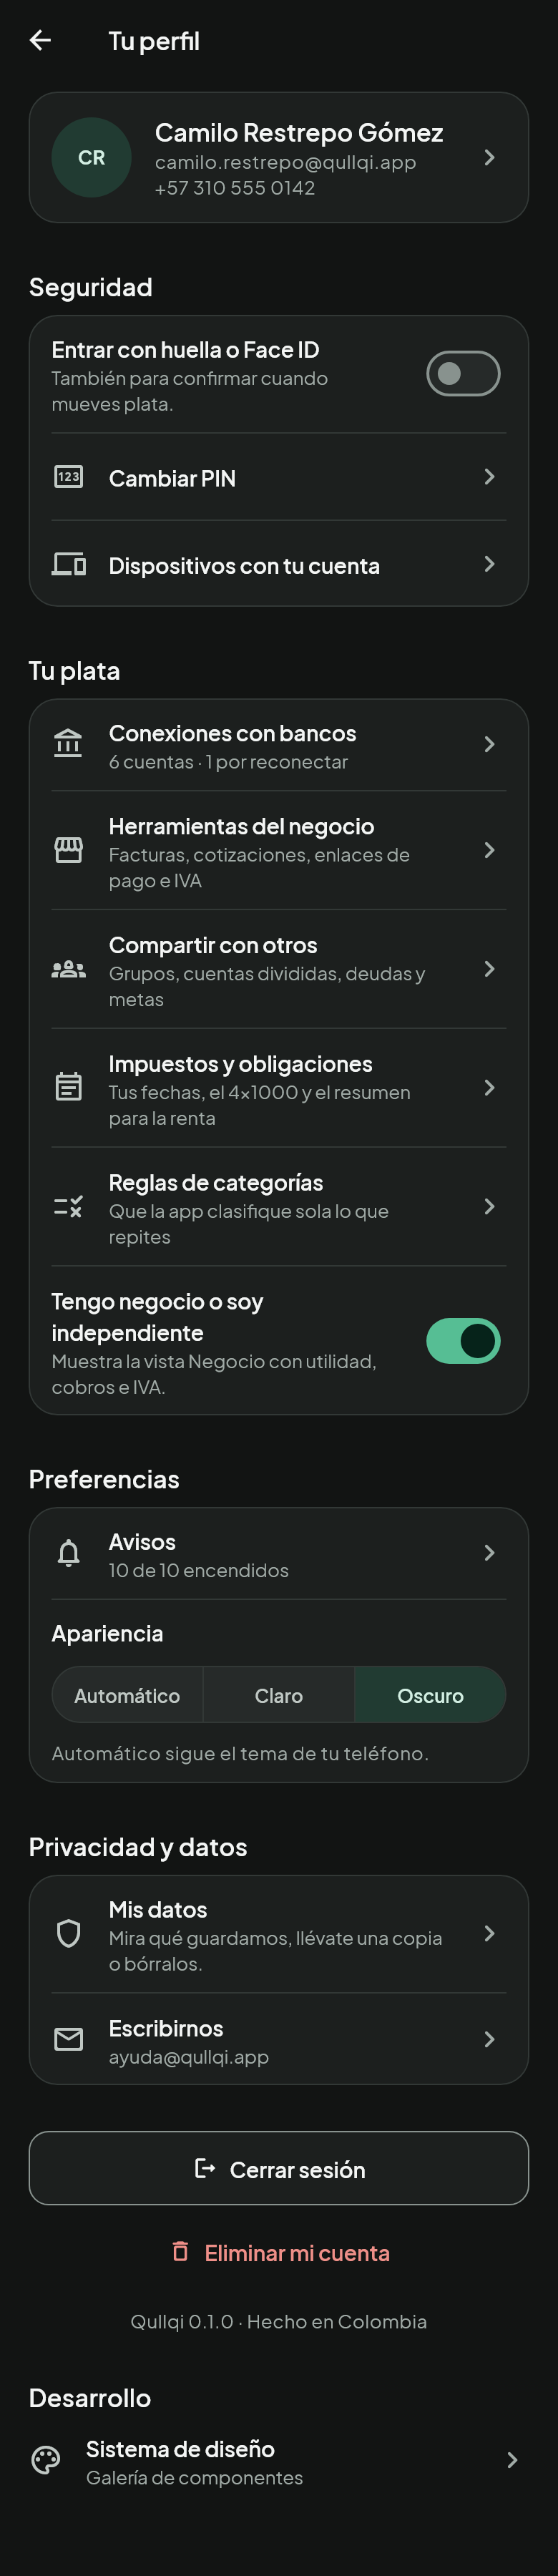 Tu perfil
CR
Camilo Restrepo Gómez
camilo.restrepo@qullqi.app
+57 310 555 0142
Seguridad
Entrar con huella o Face ID
También para confirmar cuando
mueves plata.
123
Cambiar PIN
Dispositivos con tu cuenta
Tu plata
Conexiones con bancos
6 cuentas · 1 por reconectar
Herramientas del negocio
Facturas, cotizaciones, enlaces de
pago e IVA
Compartir con otros
Grupos, cuentas divididas, deudas y
metas
Impuestos y obligaciones
Tus fechas, el 4×1000 y el resumen
para la renta
Reglas de categorías
Que la app clasifique sola lo que
repites
Tengo negocio o soy
independiente
Muestra la vista Negocio con utilidad,
cobros e IVA.
Preferencias
Avisos
10 de 10 encendidos
Apariencia
Automático Claro Oscuro
Automático sigue el tema de tu teléfono.
Privacidad y datos
Mis datos
Mira qué guardamos, llévate una copia
o bórralos.
Escribirnos
ayuda@qullqi.app
Cerrar sesión
Eliminar mi cuenta
Qullqi 0.1.0 · Hecho en Colombia
Desarrollo
Sistema de diseño
Galería de componentes